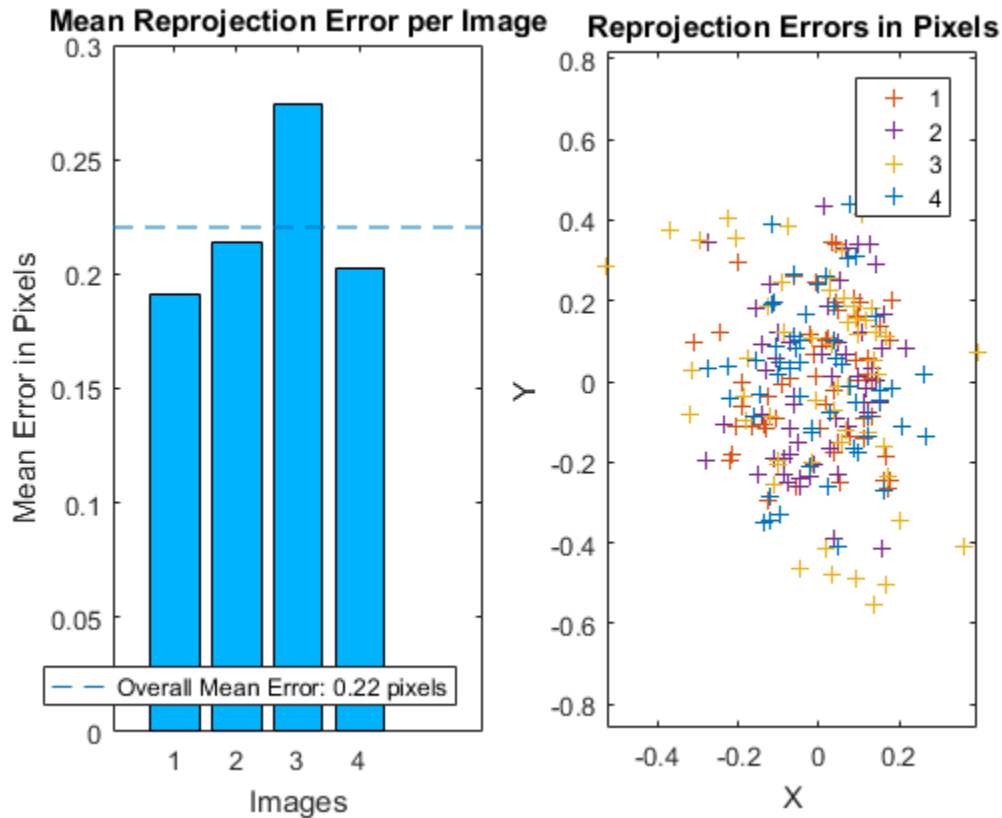 Mean Reprojection Error per Image
0.3
0.25
0.2
0.15
0.1
0.05
0
Mean Error in Pixels
Overall Mean Error: 0.22 pixels
1 2 3 4
Images
Reprojection Errors in Pixels
0.8
0.6
0.4
0.2
0
-0.2
-0.4
-0.6
-0.8
Y
1
2
3
4
-0.4 -0.2 0 0.2
X